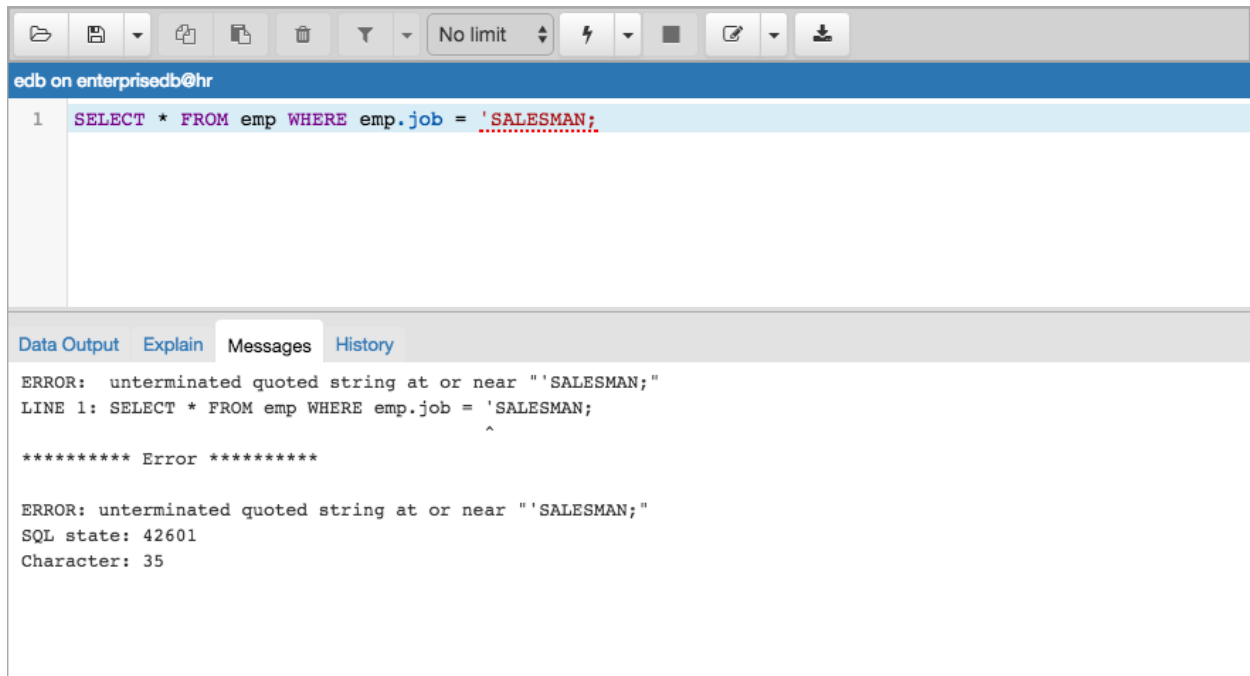 No limit
edb on enterprisedb@hr
1 SELECT * FROM emp WHERE emp.job = 'SALESMAN;
Data Output Explain Messages History
ERROR:  unterminated quoted string at or near "'SALESMAN;"
LINE 1: SELECT * FROM emp WHERE emp.job = 'SALESMAN;
^
********** Error **********
ERROR: unterminated quoted string at or near "'SALESMAN;"
SQL state: 42601
Character: 35